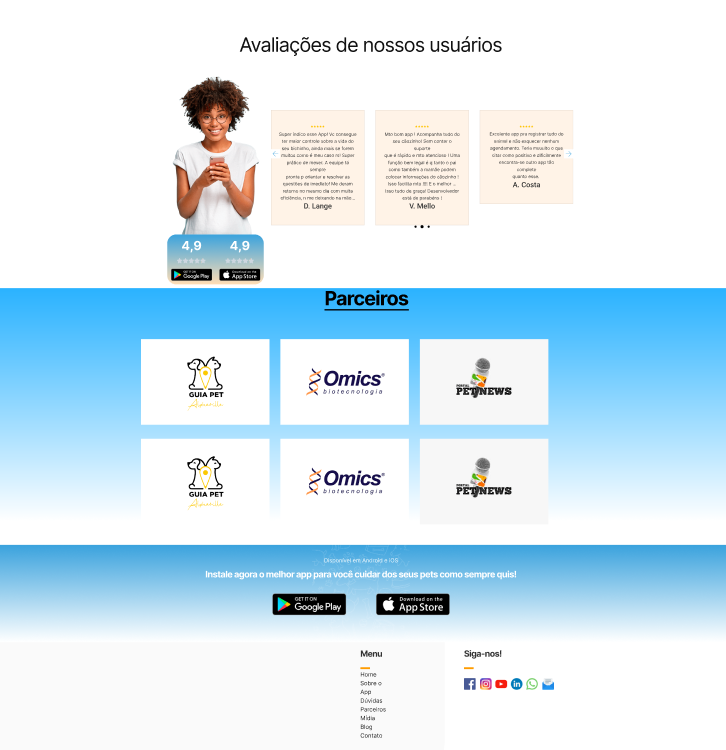 Avaliações de nossos usuários
Super indico esse App! Vc consegue
ter maior controle sobre a vida do
seu bichinho, ainda mais se forem
muitos como é meu caso rs! Super
prático de mexer. A equipe tá
sempre
pronta p orientar e resolver as
questões de imediato! Me deram
retorno no mesmo dia com muita
eficiência, n me deixando na mão...
D. Lange
Mto bom app ! Acompanho tudo do
seu cãozinho! Sem contar o
suporte
que é rápido e mto atencioso ! Uma
função bem legal é q tanto o pai
como também a mamãe podem
colocar informações do cãozinho !
Isso facilita mto
Isso tudo de graça! Desenvolvedor
está de parabéns !
V. Mello
Excelente app pra registrar tudo do
animal e não esquecer nenhum
agendamento. Teria mais
citar como positivo e dificilmente
encontra-se outro app tão
completo
quanto esse.
A. Costa
4,9
4,9
GET IT ON
Google Play
Download on the
App Store
Parceiros
GUIA PET
Omics®
biotecnologia
PORTAL
PETNEWS
GUIA PET
Omics®
biotecnologia
PORTAL
PETNEWS
Disponível em Android e iOS
Instale agora o melhor app para você cuidar dos seus pets como sempre quis!
GET IT ON
Google Play
Download on the
App Store
Menu
Home
Sobre o
App
Dúvidas
Parceiros
Mídia
Blog
Contato
Siga-nos!